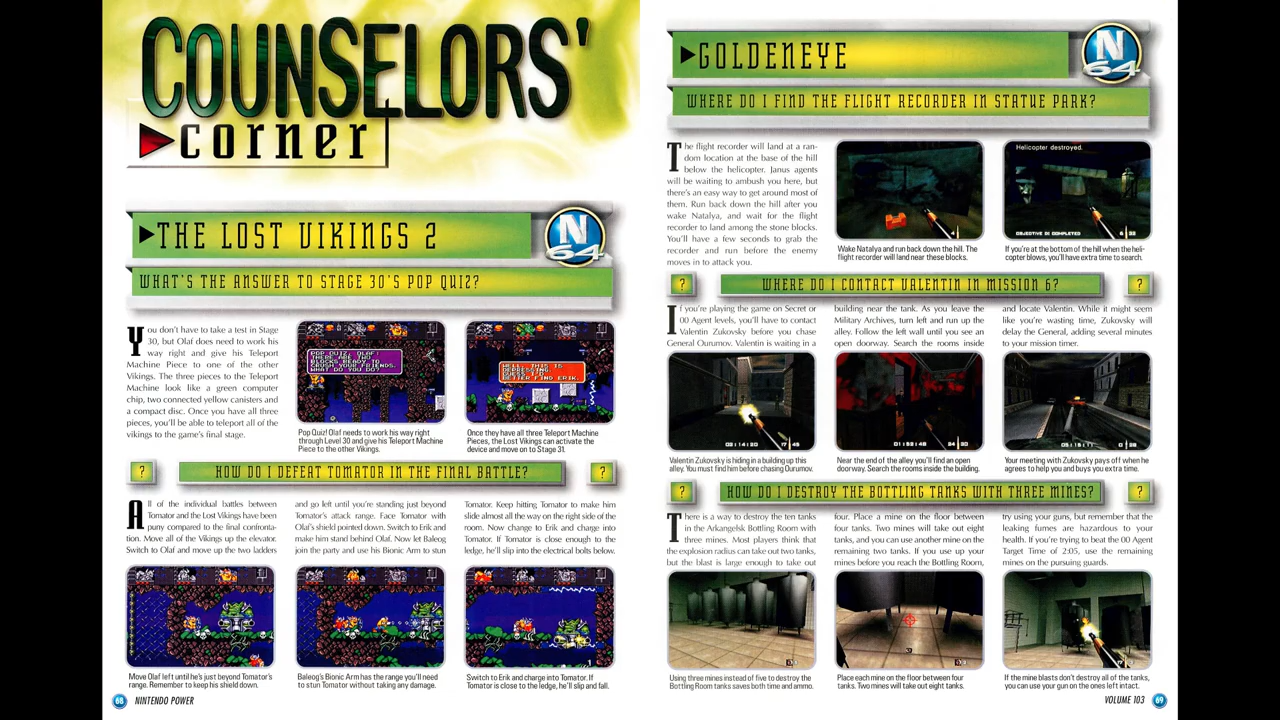 COUNSELORS'
corner
THE LOST VIKINGS 2
N
64
WHAT'S THE ANSWER TO STAGE 30'S POP QUIZ?
You don't have to take a test in Stage
30, but Olaf does need to work his
way right and give his Teleport
Machine Piece to one of the other
Vikings. The three pieces to the Teleport
Machine look like a green computer
chip, two connected yellow canisters and
a compact disc. Once you have all three
pieces, you'll be able to teleport all of the
vikings to the game's final stage.
POP QUIZ, OLAF!
THERE ARE TWO
BLOCKS READY TO
CRUSH YOUR FRIENDS.
WHAT DO YOU DO?
Pop Quiz! Olaf needs to work his way right
through Level 30 and give his Teleport Machine
Piece to the other Vikings.
WELL, THIS IS
DEPRESSING.
GUESS I'D
BETTER FIND ERIK.
Once they have all three Teleport Machine
Pieces, the Lost Vikings can activate the
device and move on to Stage 31.
?
HOW DO I DEFEAT TOMATOR IN THE FINAL BATTLE?
?
All of the individual battles between
Tomator and the Lost Vikings have been
puny compared to the final confronta-
tion. Move all of the Vikings up the elevator.
Switch to Olaf and move up the two ladders
and go left until you're standing just beyond
Tomator's attack range. Face Tomator with
Olaf's shield pointed down. Switch to Erik and
make him stand behind Olaf. Now let Baleog
join the party and use his Bionic Arm to stun
Tomator. Keep hitting Tomator to make him
slide almost all the way on the right side of the
room. Now change to Erik and charge into
Tomator. If Tomator is close enough to the
ledge, he'll slip into the electrical bolts below.
Move Olaf left until he's just beyond Tomator's
range. Remember to keep his shield down.
Baleog's Bionic Arm has the range you'll need
to stun Tomator without taking any damage.
Switch to Erik and charge into Tomator. If
Tomator is close to the ledge, he'll slip and fall.
68
NINTENDO POWER
GOLDENEYE
N
64
WHERE DO I FIND THE FLIGHT RECORDER IN STATUE PARK?
The flight recorder will land at a ran-
dom location at the base of the hill
below the helicopter. Janus agents
will be waiting to ambush you here, but
there's an easy way to get around most of
them. Run back down the hill after you
wake Natalya, and wait for the flight
recorder to land among the stone blocks.
You'll have a few seconds to grab the
recorder and run before the enemy
moves in to attack you.
Wake Natalya and run back down the hill. The
flight recorder will land near these blocks.
Helicopter destroyed.
If you're at the bottom of the hill when the heli-
copter blows, you'll have extra time to search.
?
WHERE DO I CONTACT VALENTIN IN MISSION 6?
?
If you're playing the game on Secret or
00 Agent levels, you'll have to contact
Valentin Zukovsky before you chase
General Ourumov. Valentin is waiting in a
building near the tank. As you leave the
Military Archives, turn left and run up the
alley. Follow the left wall until you see an
open doorway. Search the rooms inside
and locate Valentin. While it might seem
like you're wasting time, Zukovsky will
delay the General, adding several minutes
to your mission timer.
Valentin Zukovsky is hiding in a building up this
alley. You must find him before chasing Ourumov.
Near the end of the alley you'll find an open
doorway. Search the rooms inside the building.
Your meeting with Zukovsky pays off when he
agrees to help you and buys you extra time.
?
HOW DO I DESTROY THE BOTTLING TANKS WITH THREE MINES?
?
There is a way to destroy the ten tanks
in the Arkangelsk Bottling Room with
three mines. Most players think that
the explosion radius can take out two tanks,
but the blast is large enough to take out
four. Place a mine on the floor between
four tanks. Two mines will take out eight
tanks, and you can use another mine on the
remaining two tanks. If you use up your
mines before you reach the Bottling Room,
try using your guns, but remember that the
leaking fumes are hazardous to your
health. If you're trying to beat the 00 Agent
Target Time of 2:05, use the remaining
mines on the pursuing guards.
Using three mines instead of five to destroy the
Bottling Room tanks saves both time and ammo.
Place each mine on the floor between four
tanks. Two mines will take out eight tanks.
If the mine blasts don't destroy all of the tanks,
you can use your gun on the ones left intact.
VOLUME 103
69